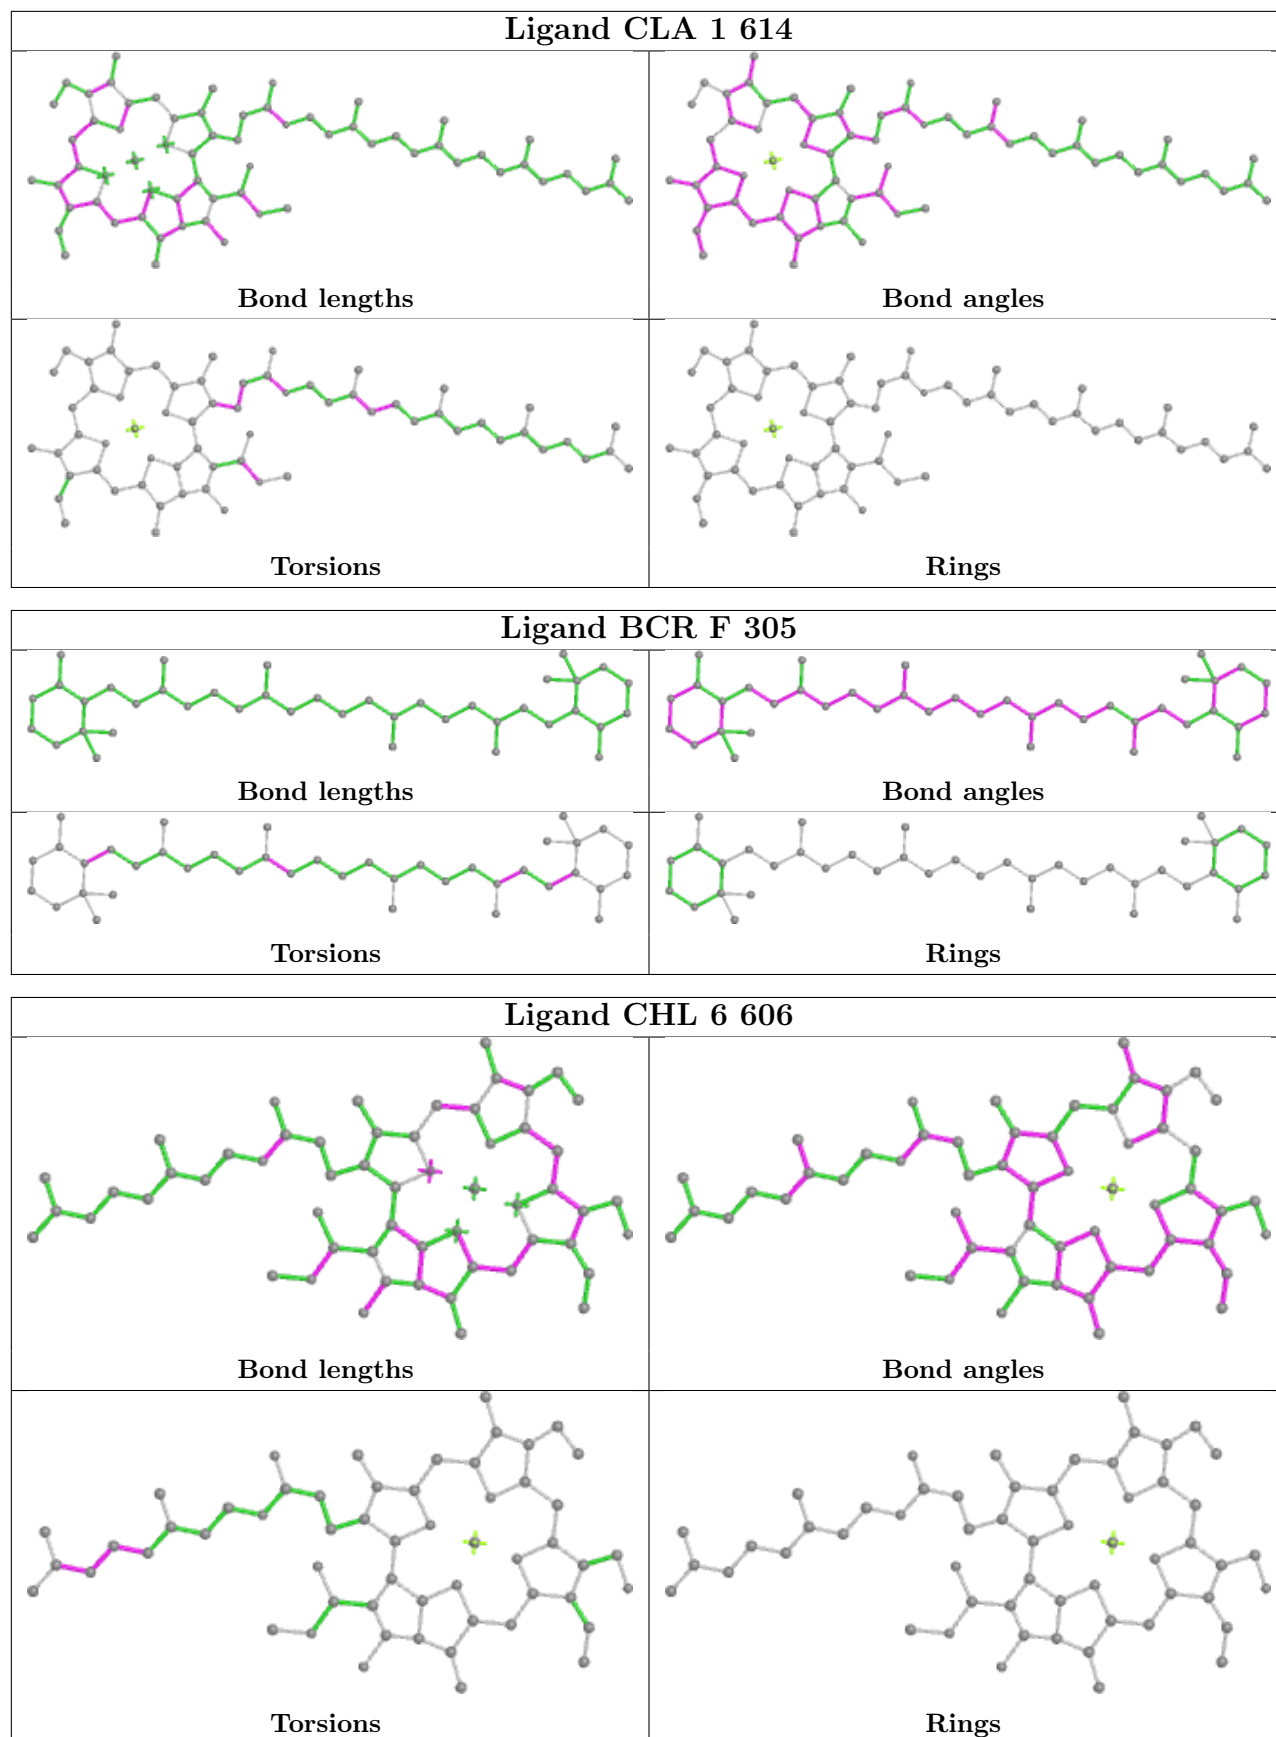 Ligand CLA 1 614
Bond lengths
Bond angles
Torsions
Rings
Ligand BCR F 305
Bond lengths
Bond angles
Torsions
Rings
Ligand CHL 6 606
Bond lengths
Bond angles
Torsions
Rings